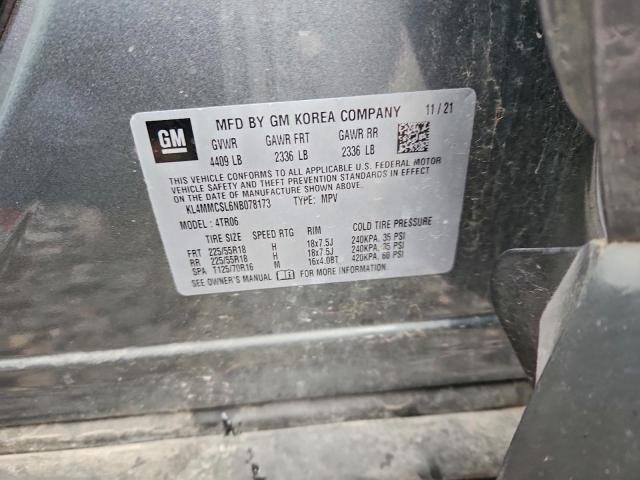 MFD BY GM KOREA COMPANY 11/21
GM
GVWR GAWR FRT GAWR RR
4409 LB 2336 LB 2336 LB
THIS VEHICLE CONFORMS TO ALL APPLICABLE U.S. FEDERAL MOTOR
VEHICLE SAFETY AND THEFT PREVENTION STANDARDS IN EFFECT
ON THE DATE OF MANUFACTURE SHOWN ABOVE.
KL4MMCSL6NB078173 TYPE: MPV
MODEL: 4TR06
TIRE SIZE SPEED RTG RIM COLD TIRE PRESSURE
FRT 225/55R18 H 18x7.5J 240KPA, 35 PSI
RR 225/55R18 H 18x7.5J 240KPA, 35 PSI
SPA T125/70R16 M 16x4.0BT 420KPA, 60 PSI
SEE OWNER'S MANUAL FOR MORE INFORMATION.